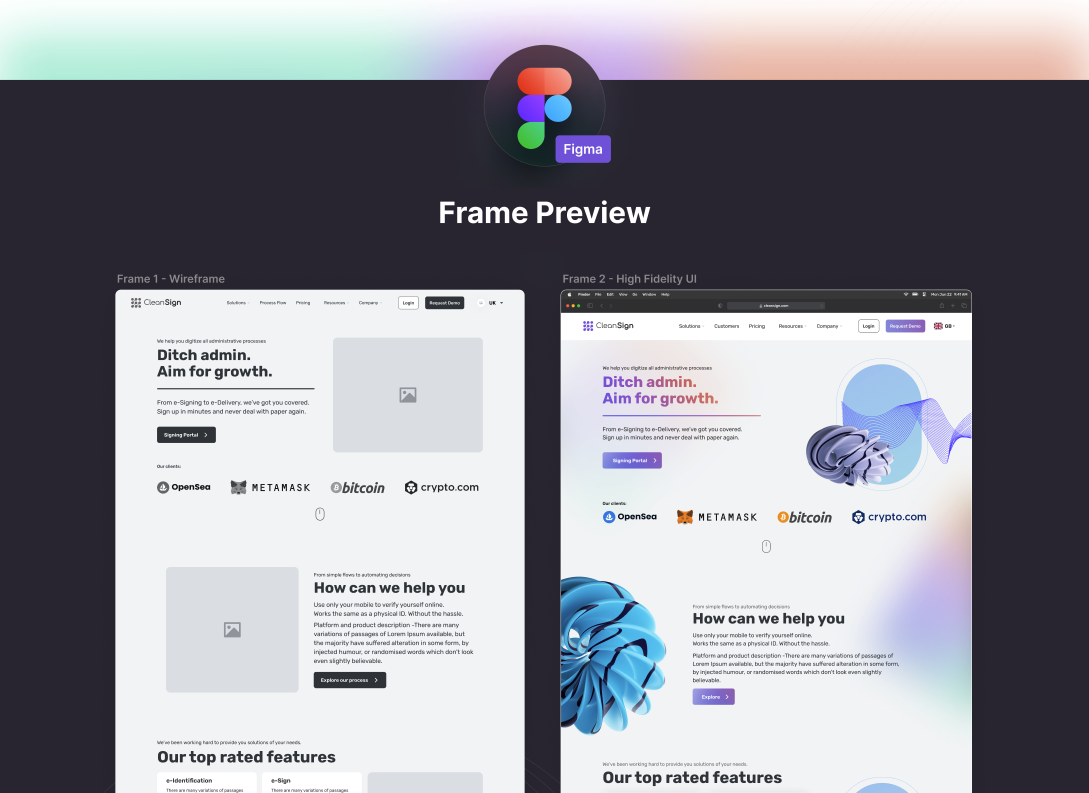 Figma
Frame Preview
Frame 1 - Wireframe
CleanSign
Solutions
Process Flow
Pricing
Resources
Company
Login
Request Demo
UK
We help you digitize all administrative processes
Ditch admin.
Aim for growth.
From e-Signing to e-Delivery, we've got you covered.
Sign up in minutes and never deal with paper again.
Signing Portal
Our clients:
OpenSea
METAMASK
bitcoin
crypto.com
From simple flows to automating decisions
How can we help you
Use only your mobile to verify yourself online.
Works the same as a physical ID. Without the hassle.
Platform and product description -There are many
variations of passages of Lorem Ipsum available, but
the majority have suffered alteration in some form, by
injected humour, or randomised words which don't look
even slightly believable.
Explore our process
We've been working hard to provide you solutions of your needs.
Our top rated features
e-Identification
There are many variations of passages
e-Sign
There are many variations of passages
Frame 2 - High Fidelity UI
Finder File Edit View Go Window Help
Mon Jun 22 9:41 AM
cleansign.com
CleanSign
Solutions
Customers
Pricing
Resources
Company
Login
Request Demo
GB
We help you digitize all administrative processes
Ditch admin.
Aim for growth.
From e-Signing to e-Delivery, we've got you covered.
Sign up in minutes and never deal with paper again.
Signing Portal
Our clients:
OpenSea
METAMASK
bitcoin
crypto.com
From simple flows to automating decisions
How can we help you
Use only your mobile to verify yourself online.
Works the same as a physical ID. Without the hassle.
Platform and product description -There are many variations of passages of
Lorem Ipsum available, but the majority have suffered alteration in some form,
by injected humour, or randomised words which don't look even slightly
believable.
Explore
We've been working hard to provide you solutions of your needs.
Our top rated features